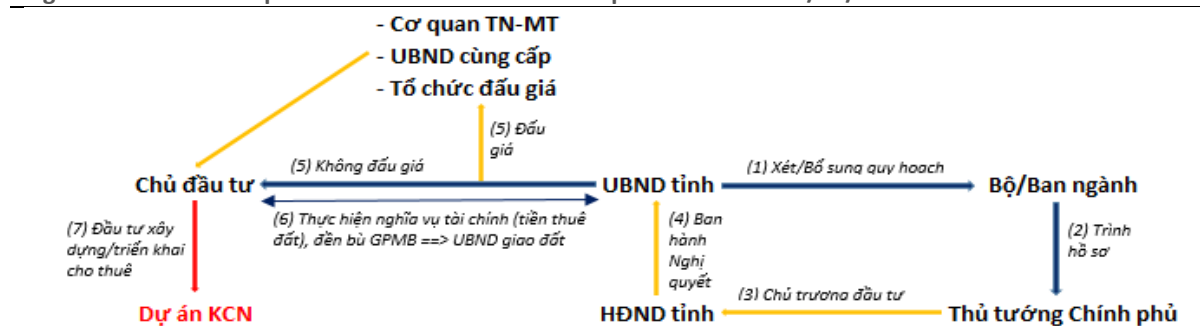 - Cơ quan TN-MT
- UBND cùng cấp
- Tổ chức đấu giá
(5) Đấu
giá
(5) Không đấu giá
(1) Xét/Bổ sung quy hoạch
Chủ đầu tư
UBND tỉnh
Bộ/Ban ngành
(7) Đầu tư xây
dựng/triển khai
cho thuê
(6) Thực hiện nghĩa vụ tài chính (tiền thuê
đất), đền bù GPMB ==> UBND giao đất
(4) Ban
hành
Nghị
quyết
(2) Trình
hồ sơ
(3) Chủ trương đầu tư
Dự án KCN
HĐND tỉnh
Thủ tướng Chính phủ